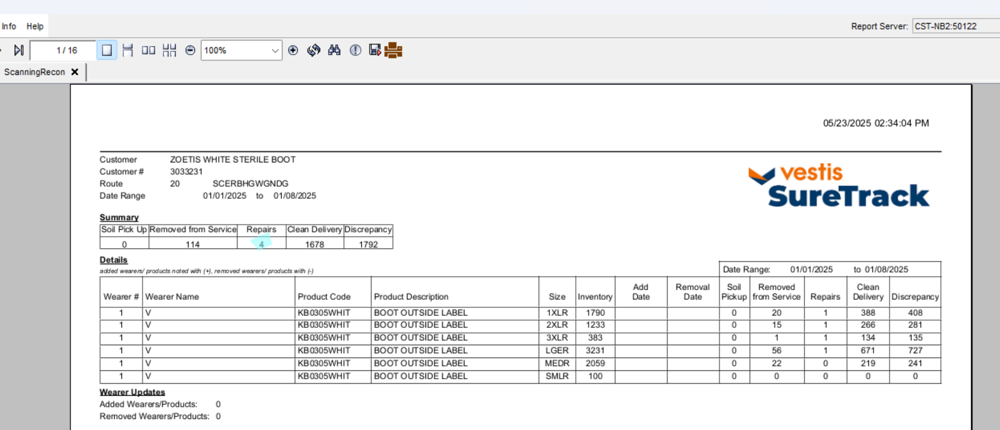 Info Help
Report Server: CST-NB2:50122
1 / 16 100%
ScanningRecon
05/23/2025 02:34:04 PM
Customer ZOETIS WHITE STERILE BOOT
Customer # 3033231
Route 20 SCERBHGWGNDG
Date Range 01/01/2025 to 01/08/2025
vestis
SureTrack
Summary
Soil Pick Up Removed from Service Repairs Clean Delivery Discrepancy
0 114 4 1678 1792
Details
added wearers/ products noted with (+), removed wearers/ products with (-)
Date Range: 01/01/2025 to 01/08/2025
Wearer # Wearer Name Product Code Product Description Size Inventory Add Date Removal Date Soil Pickup Removed from Service Repairs Clean Delivery Discrepancy
1 V KB0305WHIT BOOT OUTSIDE LABEL 1XLR 1790 0 20 1 388 408
1 V KB0305WHIT BOOT OUTSIDE LABEL 2XLR 1233 0 15 1 266 281
1 V KB0305WHIT BOOT OUTSIDE LABEL 3XLR 383 0 1 1 134 135
1 V KB0305WHIT BOOT OUTSIDE LABEL LGER 3231 0 56 1 671 727
1 V KB0305WHIT BOOT OUTSIDE LABEL MEDR 2059 0 22 0 219 241
1 V KB0305WHIT BOOT OUTSIDE LABEL SMLR 100 0 0 0 0 0
Wearer Updates
Added Wearers/Products: 0
Removed Wearers/Products: 0